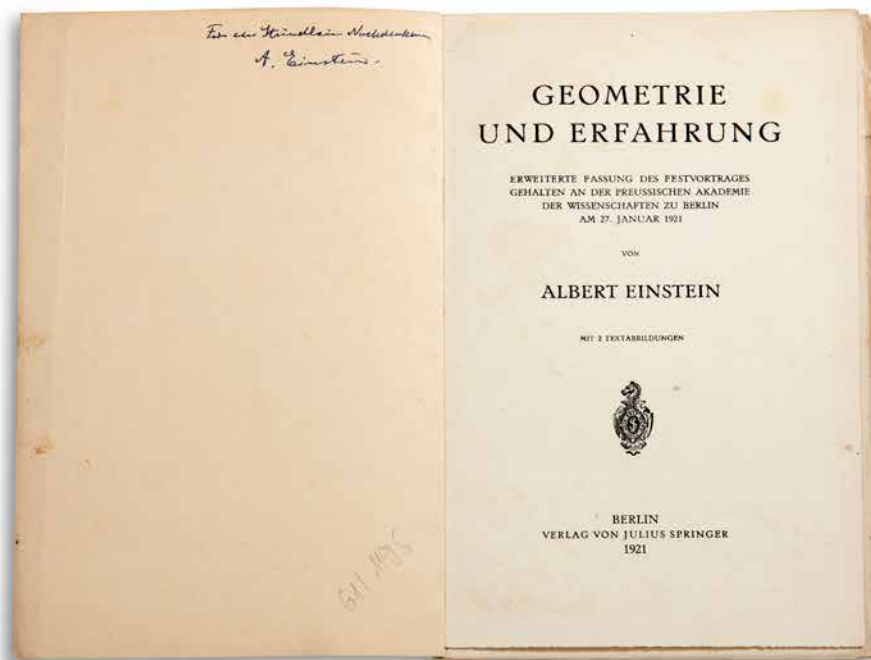 Für ein Stündlein Nachdenken
A. Einstein.
GEOMETRIE
UND ERFAHRUNG
ERWEITERTE FASSUNG DES FESTVORTRAGES
GEHALTEN AN DER PREUSSISCHEN AKADEMIE
DER WISSENSCHAFTEN ZU BERLIN
AM 27. JANUAR 1921
VON
ALBERT EINSTEIN
MIT 2 TEXTABBILDUNGEN
BERLIN
VERLAG VON JULIUS SPRINGER
1921